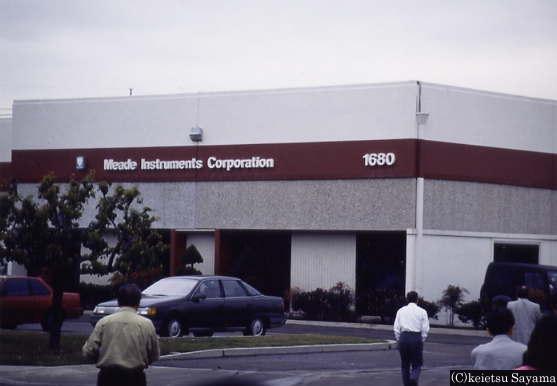 Meade Instruments Corporation 1680
(C)keietsu Sayama